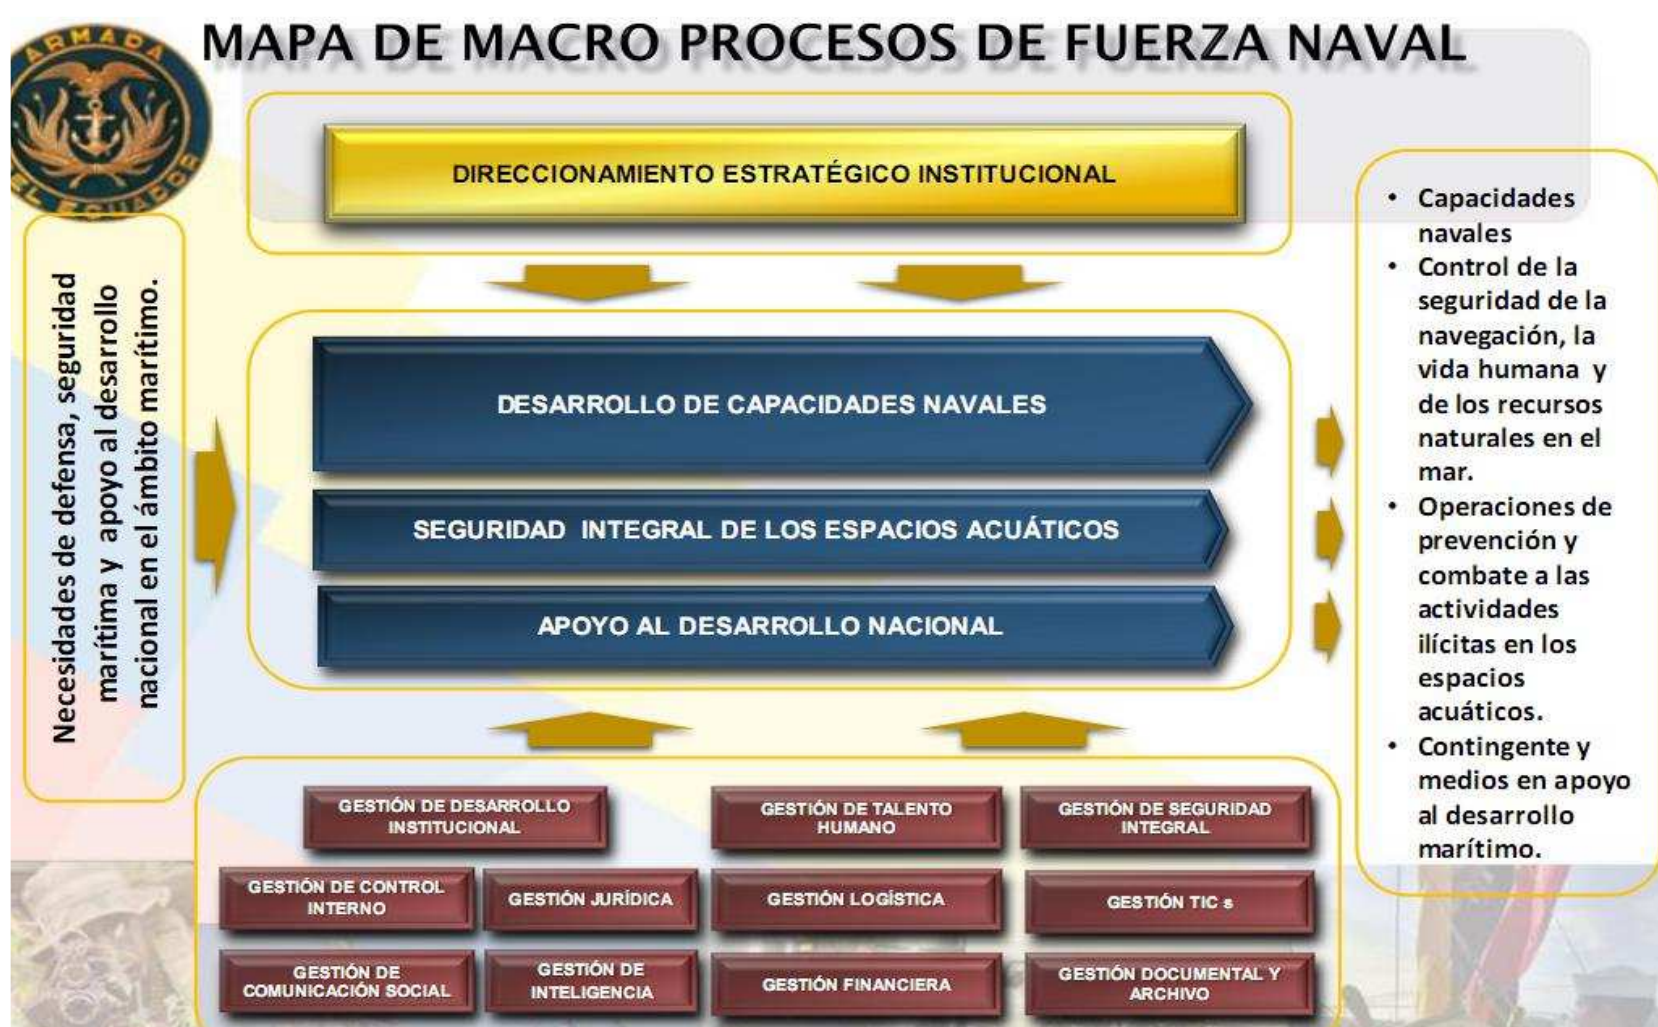 MAPA DE MACRO PROCESOS DE FUERZA NAVAL
ARMADA
EL ECUADOR
DIRECCIONAMIENTO ESTRATÉGICO INSTITUCIONAL
Necesidades de defensa, seguridad
marítima y apoyo al desarrollo
nacional en el ámbito marítimo.
DESARROLLO DE CAPACIDADES NAVALES
SEGURIDAD INTEGRAL DE LOS ESPACIOS ACUÁTICOS
APOYO AL DESARROLLO NACIONAL
• Capacidades
navales
• Control de la
seguridad de la
navegación, la
vida humana y
de los recursos
naturales en el
mar.
• Operaciones de
prevención y
combate a las
actividades
ilícitas en los
espacios
acuáticos.
• Contingente y
medios en apoyo
al desarrollo
marítimo.
GESTIÓN DE DESARROLLO
INSTITUCIONAL
GESTIÓN DE TALENTO
HUMANO
GESTIÓN DE SEGURIDAD
INTEGRAL
GESTIÓN DE CONTROL
INTERNO
GESTIÓN JURÍDICA
GESTIÓN LOGÍSTICA
GESTIÓN TIC s
GESTIÓN DE
COMUNICACIÓN SOCIAL
GESTIÓN DE
INTELIGENCIA
GESTIÓN FINANCIERA
GESTIÓN DOCUMENTAL Y
ARCHIVO